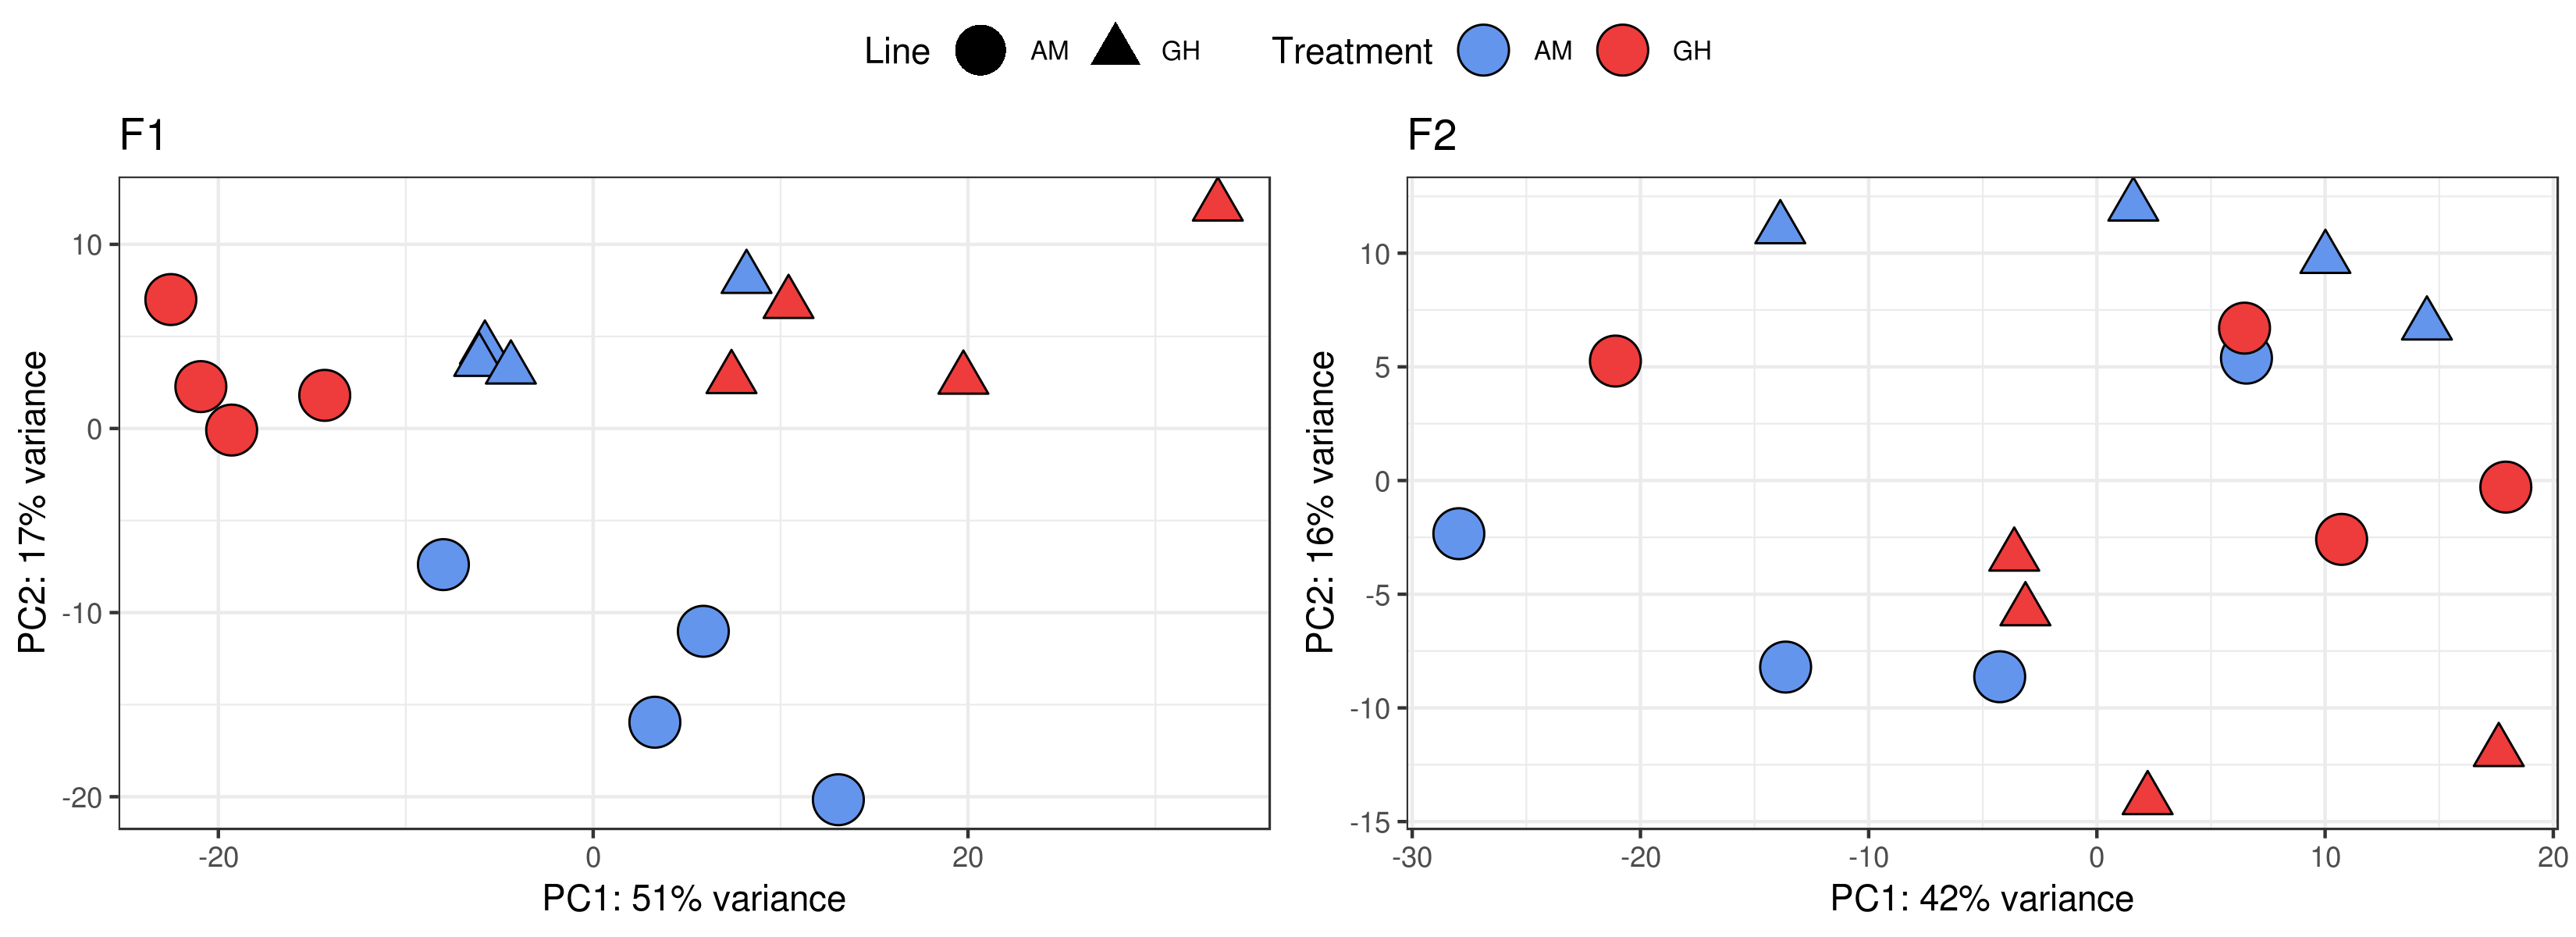 Line AM GH Treatment AM GH
F1
PC2: 17% variance
10
0
-10
-20
-20 0 20
PC1: 51% variance
F2
PC2: 16% variance
10
5
0
-5
-10
-15
-30 -20 -10 0 10 20
PC1: 42% variance